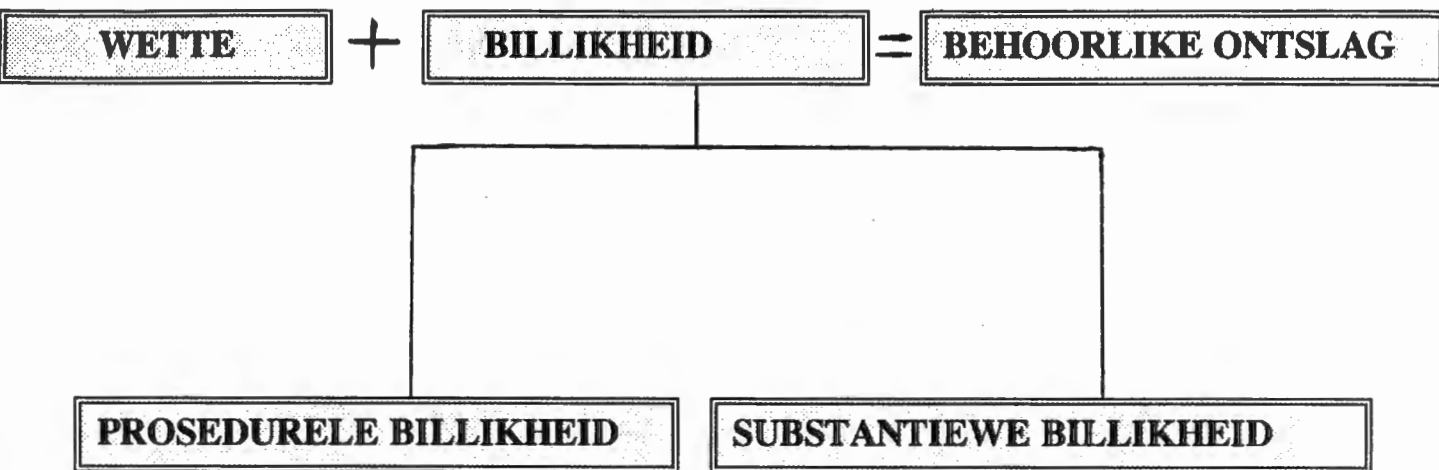 WETTE + BILLIKHEID = BEHOORLIKE ONTSLAG
PROSEDURELE BILLIKHEID SUBSTANTIEWE BILLIKHEID